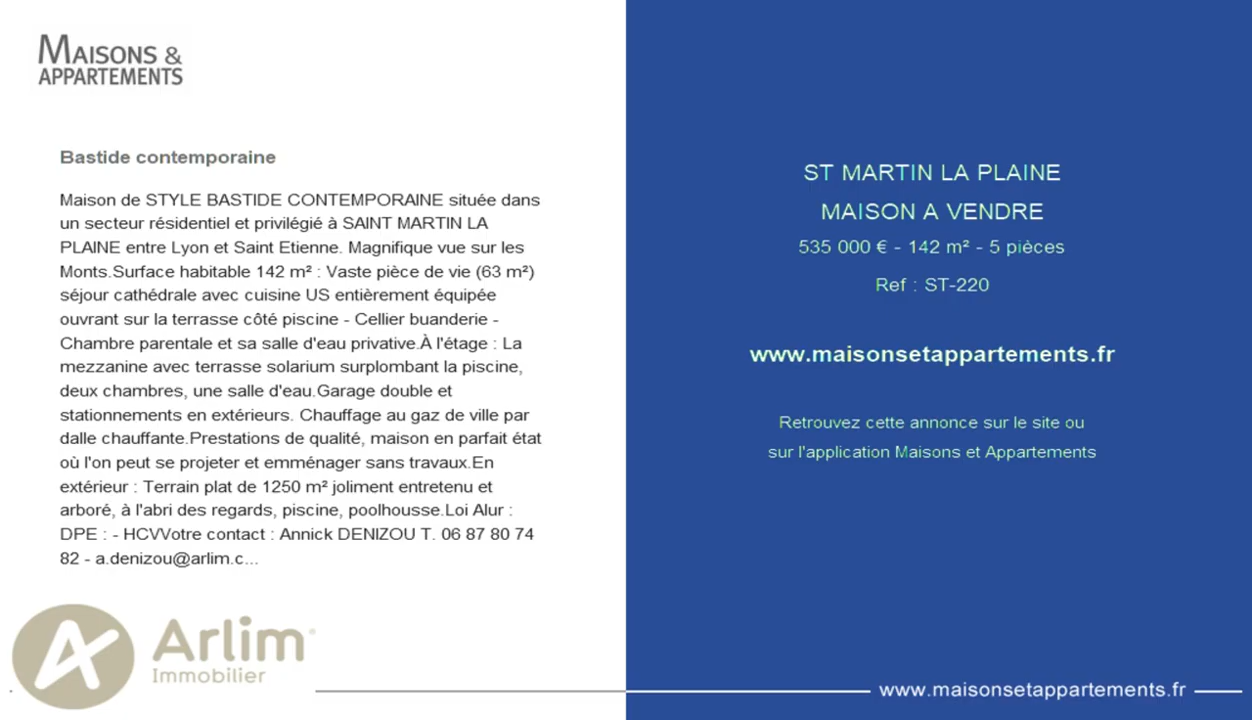 MAISONS &
APPARTEMENTS
Bastide contemporaine
Maison de STYLE BASTIDE CONTEMPORAINE située dans
un secteur résidentiel et privilégié à SAINT MARTIN LA
PLAINE entre Lyon et Saint Etienne. Magnifique vue sur les
Monts.Surface habitable 142 m² : Vaste pièce de vie (63 m²)
séjour cathédrale avec cuisine US entièrement équipée
ouvrant sur la terrasse côté piscine - Cellier buanderie -
Chambre parentale et sa salle d'eau privative.À l'étage : La
mezzanine avec terrasse solarium surplombant la piscine,
deux chambres, une salle d'eau.Garage double et
stationnements en extérieurs. Chauffage au gaz de ville par
dalle chauffante.Prestations de qualité, maison en parfait état
où l'on peut se projeter et emménager sans travaux.En
extérieur : Terrain plat de 1250 m² joliment entretenu et
arboré, à l'abri des regards, piscine, poolhousse.Loi Alur :
DPE : - HCVVotre contact : Annick DENIZOU T. 06 87 80 74
82 - a.denizou@arlim.c...
Arlim
Immobilier
ST MARTIN LA PLAINE
MAISON A VENDRE
535 000 € - 142 m² - 5 pièces
Ref : ST-220
www.maisonsetappartements.fr
Retrouvez cette annonce sur le site ou
sur l'application Maisons et Appartements
www.maisonsetappartements.fr